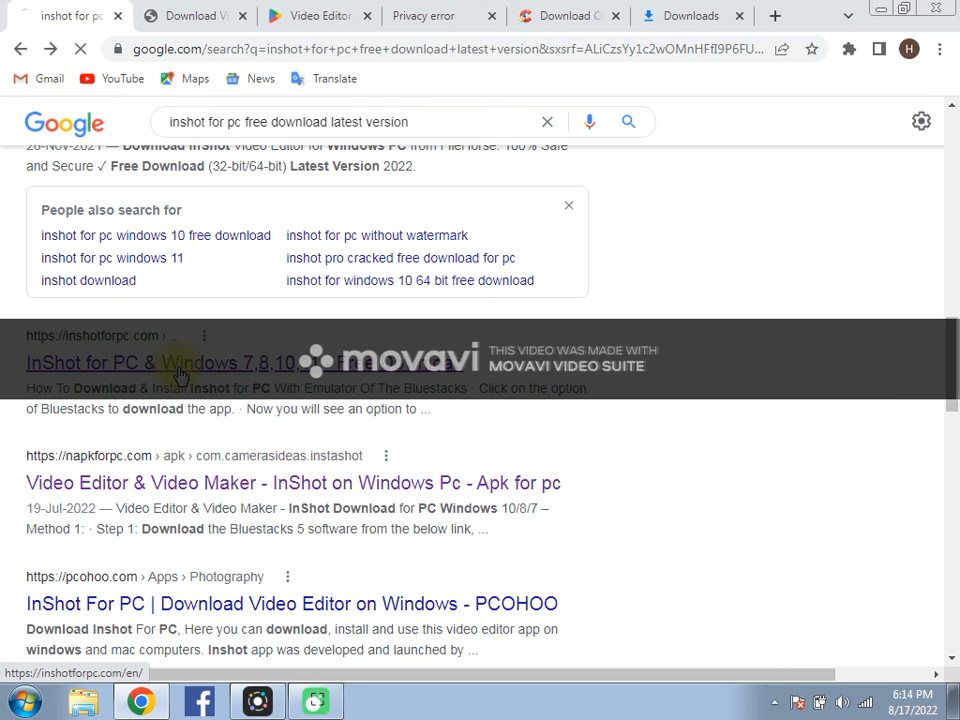 inshot for pc
Download Vi
Video Editor
Privacy error
Download C
Downloads
google.com/search?q=inshot+for+pc+free+download+latest+version&sxsrf=ALiCzsYy1c2wOMnHFfl9P6FU...
H
Gmail
YouTube
Maps
News
Translate
Google
inshot for pc free download latest version
26-Nov-2021 — Download InShot Video Editor for Windows PC from FileHorse. 100% Safe
and Secure ✓ Free Download (32-bit/64-bit) Latest Version 2022.
People also search for
inshot for pc windows 10 free download
inshot for pc without watermark
inshot for pc windows 11
inshot pro cracked free download for pc
inshot download
inshot for windows 10 64 bit free download
https://inshotforpc.com › ...
InShot for PC & Windows 7,8,10,
movavi
THIS VIDEO WAS MADE WITH
MOVAVI VIDEO SUITE
How To Download & Install Inshot for PC With Emulator Of The Bluestacks · Click on the option
of Bluestacks to download the app. · Now you will see an option to ...
https://napkforpc.com › apk › com.camerasideas.instashot
Video Editor & Video Maker - InShot on Windows Pc - Apk for pc
19-Jul-2022 — Video Editor & Video Maker - InShot Download for PC Windows 10/8/7 –
Method 1: · Step 1: Download the Bluestacks 5 software from the below link, ...
https://pcohoo.com › Apps › Photography
InShot For PC | Download Video Editor on Windows - PCOHOO
Download Inshot For PC, Here you can download, install and use this video editor app on
windows and mac computers. Inshot app was developed and launched by ...
https://inshotforpc.com/en/
6:14 PM
8/17/2022